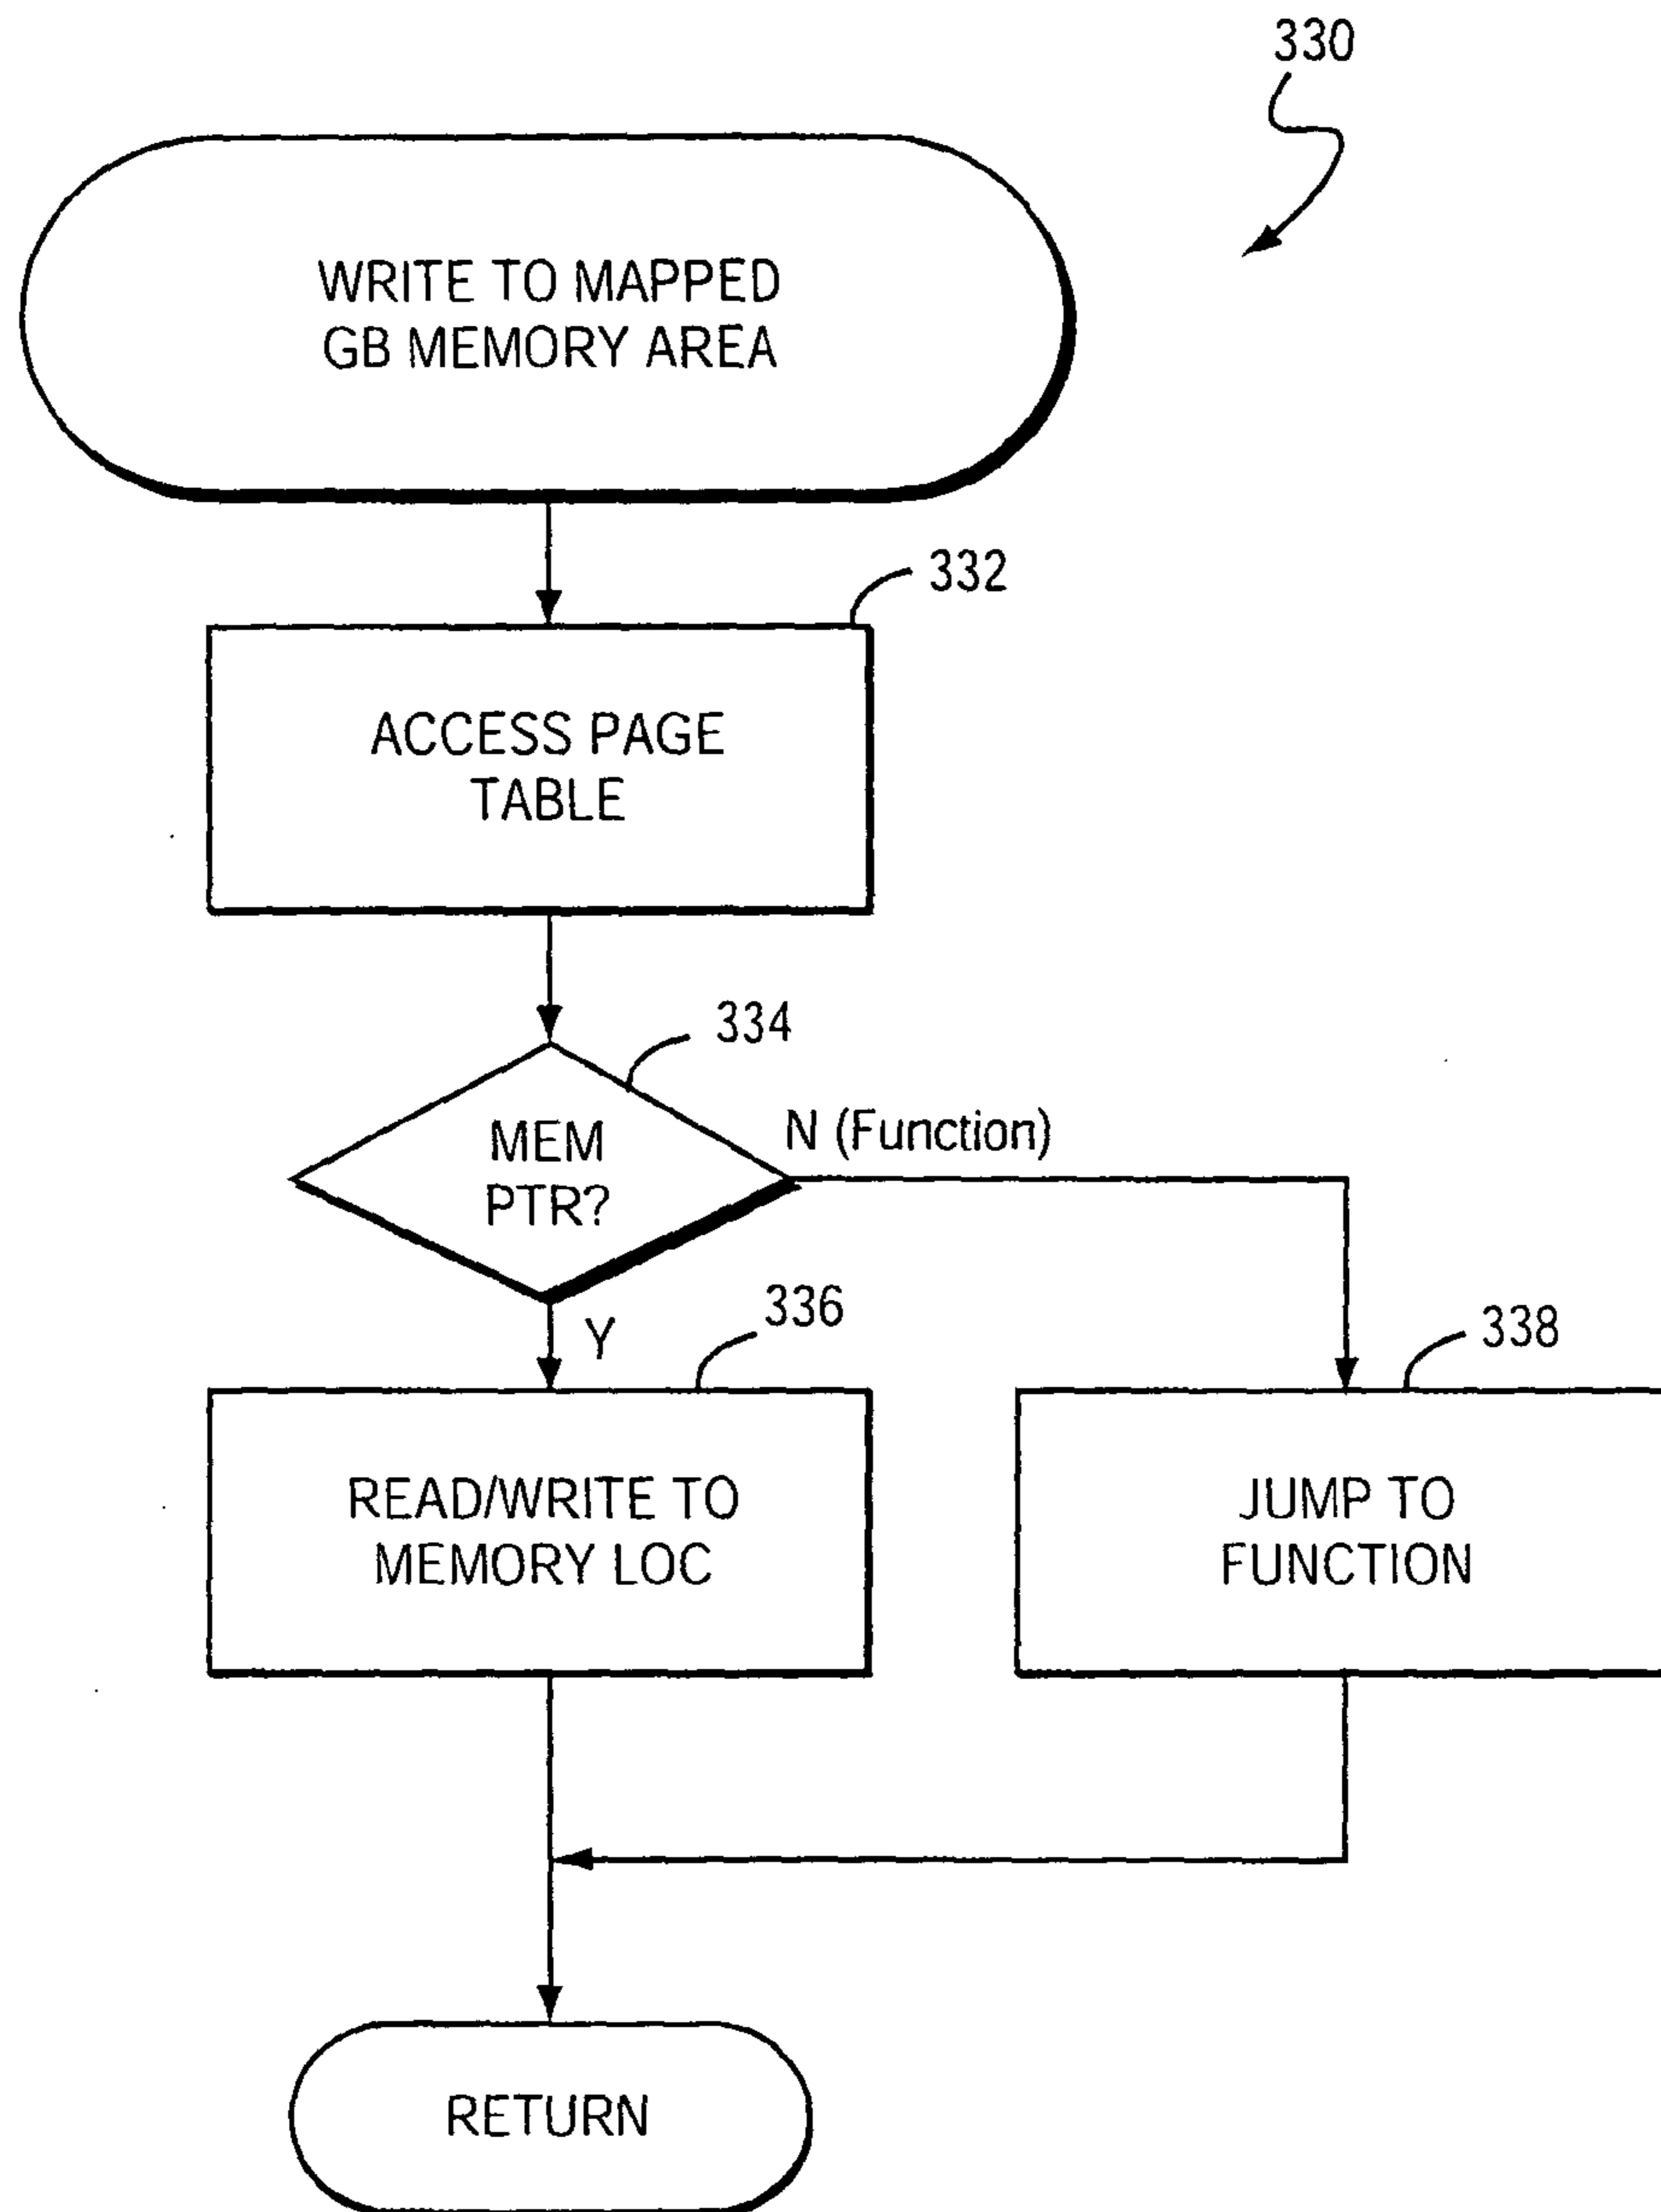 330
WRITE TO MAPPED
GB MEMORY AREA
332
ACCESS PAGE
TABLE
334
MEM
PTR?
N (Function)
Y
336
338
READ/WRITE TO
MEMORY LOC
JUMP TO
FUNCTION
RETURN